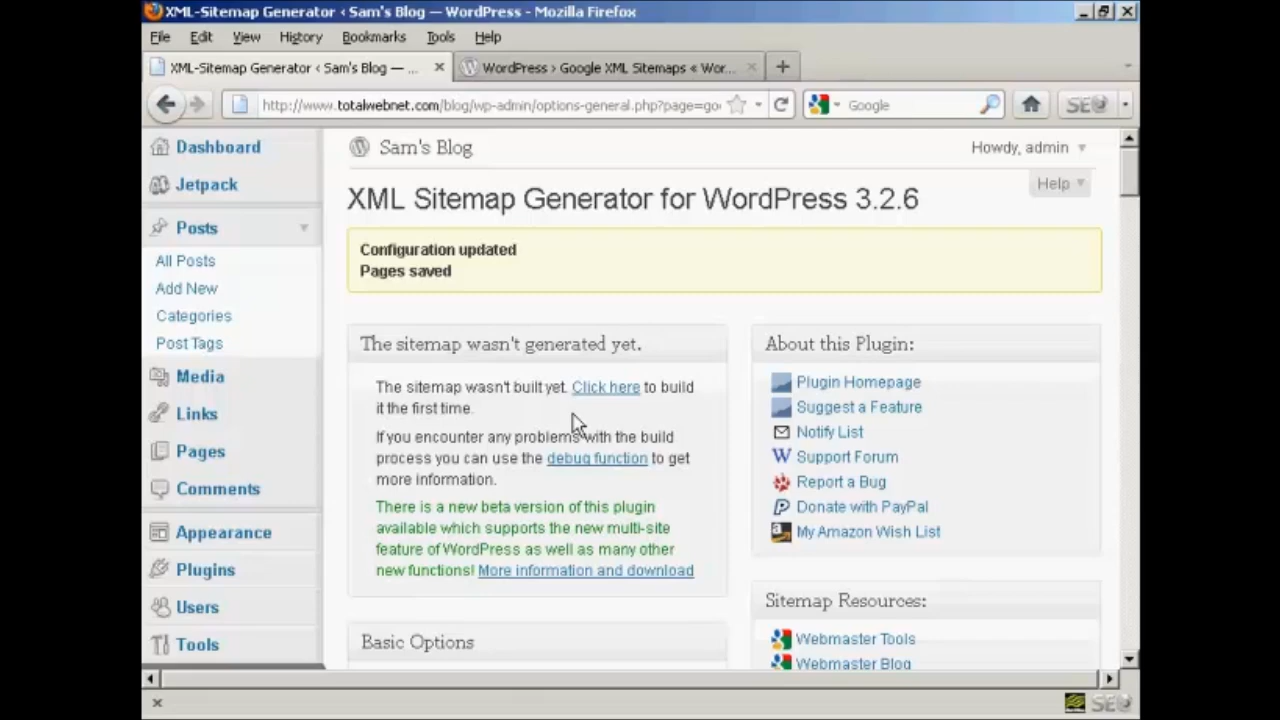 XML-Sitemap Generator ‹ Sam's Blog — WordPress - Mozilla Firefox
File Edit View History Bookmarks Tools Help
XML-Sitemap Generator ‹ Sam's Blog — ...
WordPress › Google XML Sitemaps « Wor...
http://www.totalwebnet.com/blog/wp-admin/options-general.php?page=goo
Google
SEO
Dashboard
Jetpack
Posts
All Posts
Add New
Categories
Post Tags
Media
Links
Pages
Comments
Appearance
Plugins
Users
Tools
Sam's Blog
Howdy, admin
Help
XML Sitemap Generator for WordPress 3.2.6
Configuration updated
Pages saved
The sitemap wasn't generated yet.
The sitemap wasn't built yet. Click here to build
it the first time.
If you encounter any problems with the build
process you can use the debug function to get
more information.
There is a new beta version of this plugin
available which supports the new multi-site
feature of WordPress as well as many other
new functions! More information and download
Basic Options
About this Plugin:
Plugin Homepage
Suggest a Feature
Notify List
Support Forum
Report a Bug
Donate with PayPal
My Amazon Wish List
Sitemap Resources:
Webmaster Tools
Webmaster Blog
SEO